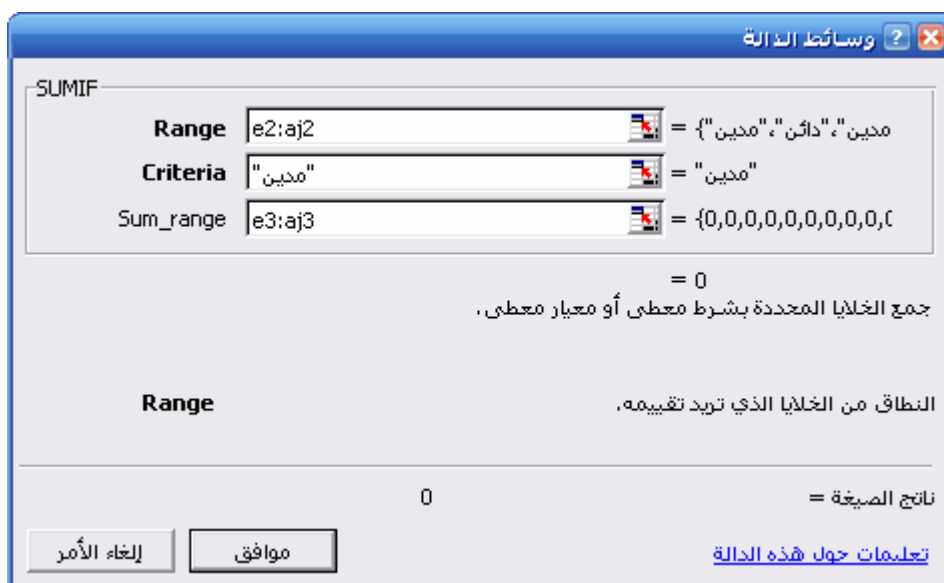 وسائط الدالة
SUMIF
Range e2:aj2 = {"مدين"،"دائن"،"مدين
Criteria "مدين" = "مدين"
Sum_range e3:aj3 = {0,0,0,0,0,0,0,0,0,0
= 0
جمع الخلايا المحددة بشرط معطى أو معيار معطى.
Range النطاق من الخلايا الذي تريد تقييمه.
ناتج الصيغة = 0
تعليمات حول هذه الدالة موافق إلغاء الأمر